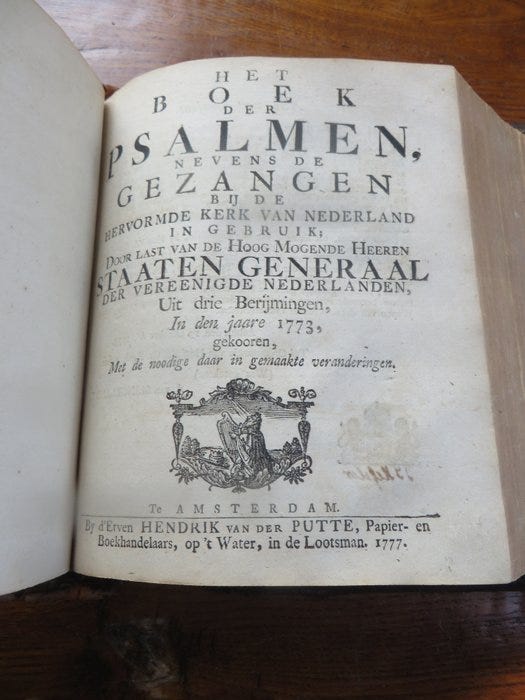 HET
BOEK
DER
PSALMEN,
NEVENS DE
GEZANGEN
BIJ DE
HERVORMDE KERK VAN NEDERLAND
IN GEBRUIK;
DOOR LAST VAN DE HOOG MOGENDE HEEREN
STAATEN GENERAAL
DER VEREENIGDE NEDERLANDEN,
Uit drie Berijmingen,
In den jaare 1773,
gekooren,
Met de noodige daar in gemaakte veranderingen.
Te AMSTERDAM.
By d'Erven HENDRIK VAN DER PUTTE, Papier- en
Boekhandelaars, op 't Water, in de Lootsman. 1777.